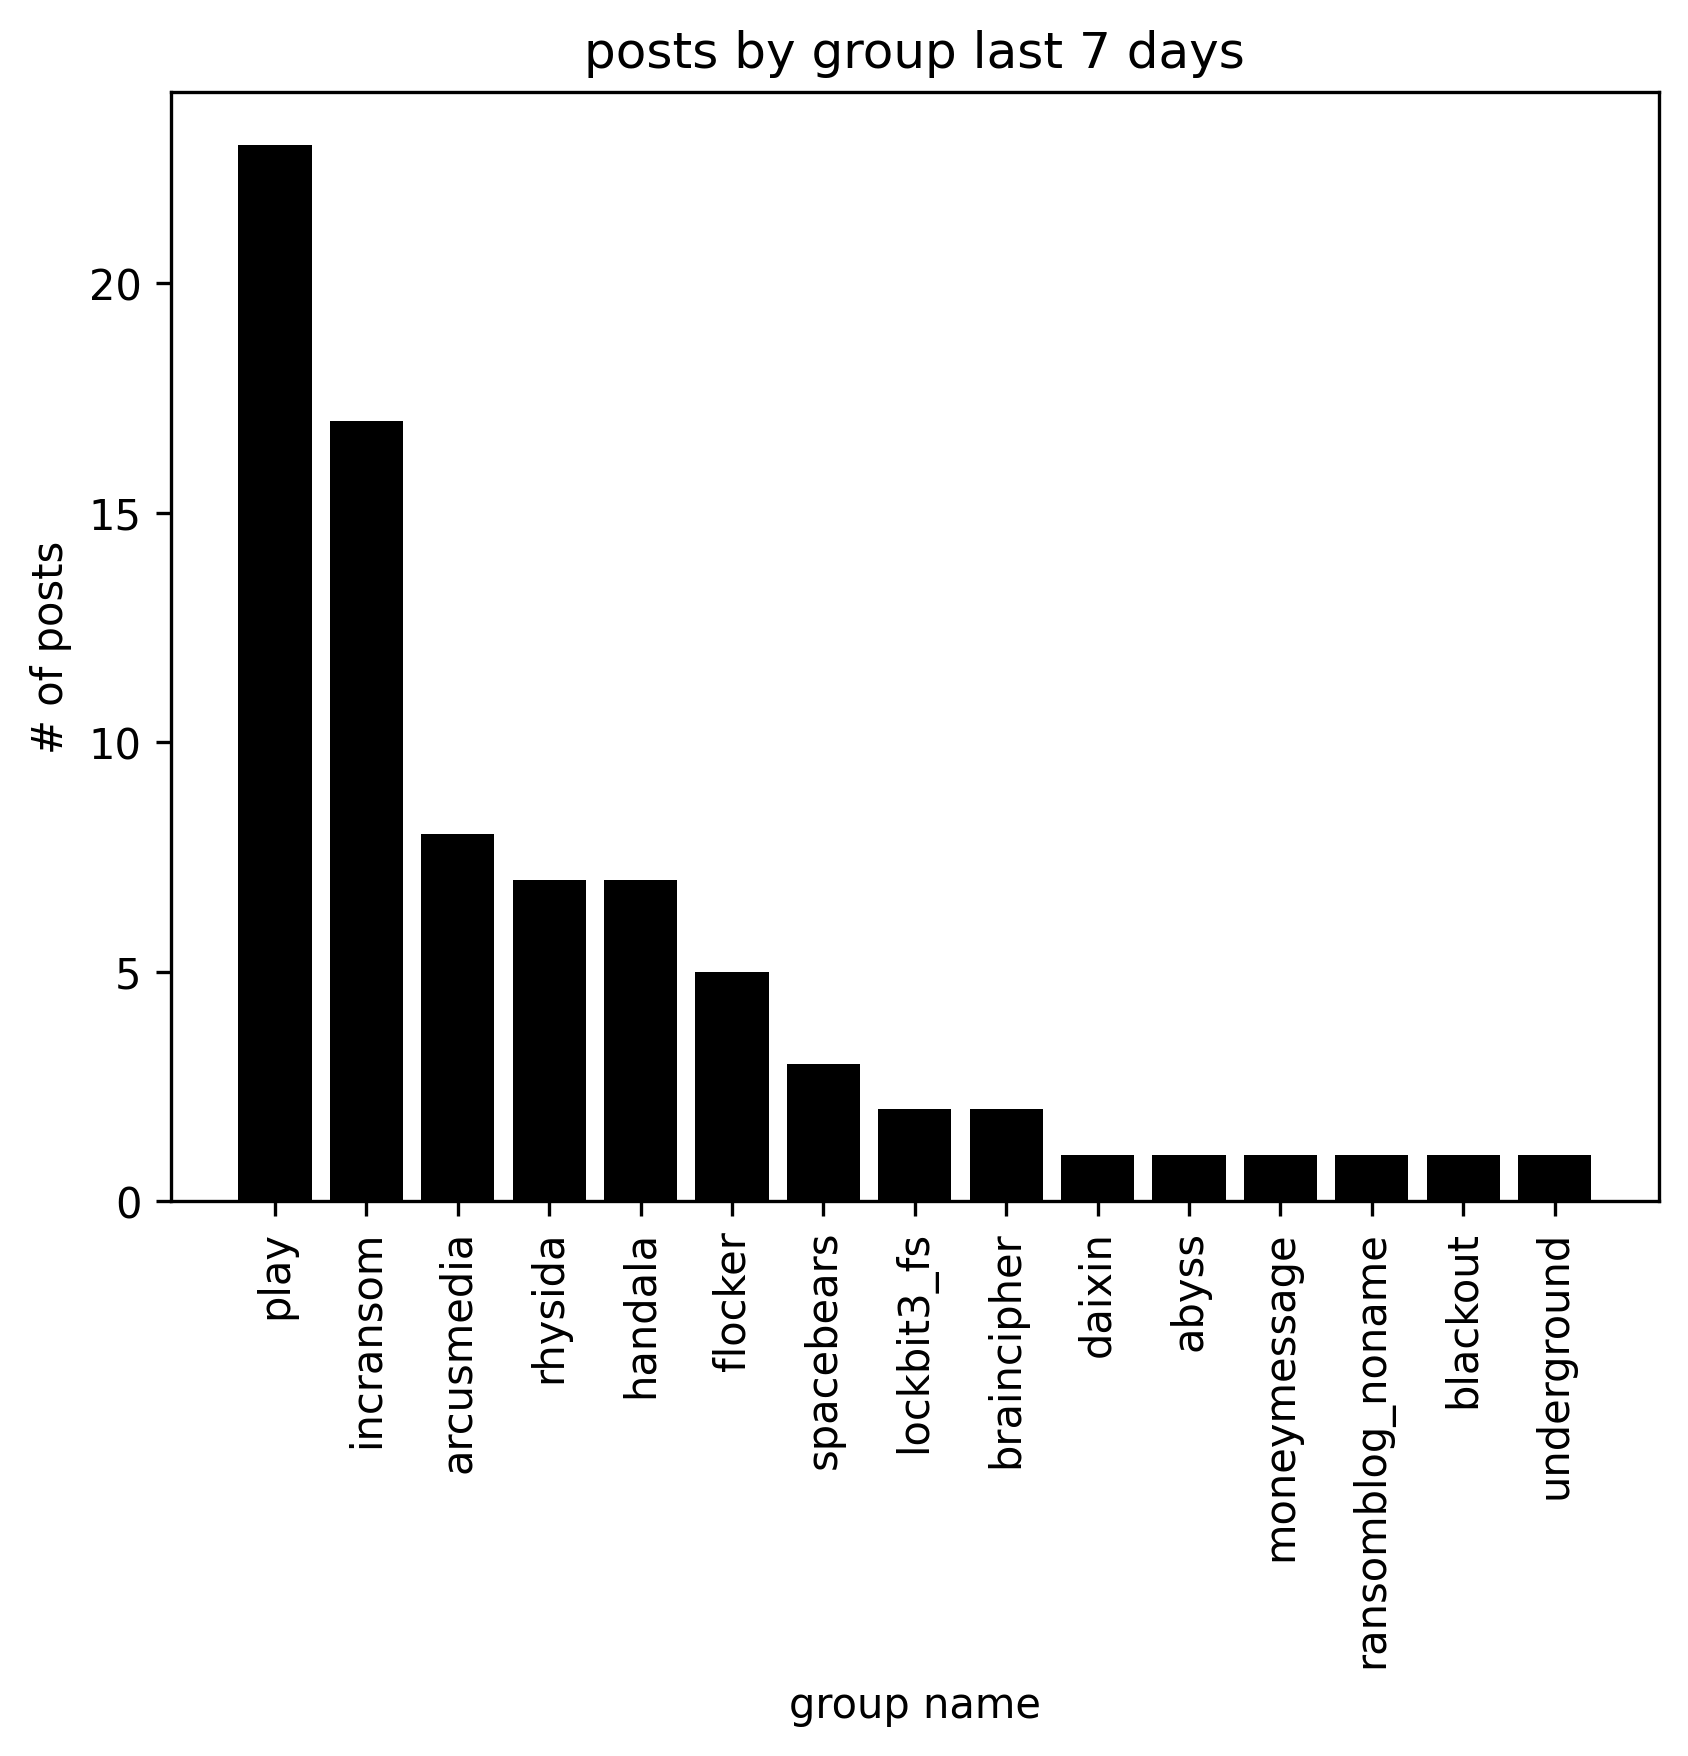 posts by group last 7 days
# of posts
20
15
10
5
0
play
incransom
arcusmedia
rhysida
handala
flocker
spacebears
lockbit3_fs
braincipher
daixin
abyss
moneymessage
ransomblog_noname
blackout
underground
group name